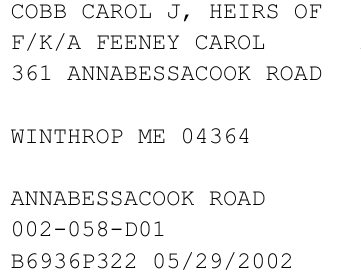 COBB CAROL J, HEIRS OF
F/K/A FEENEY CAROL
361 ANNABESSACOOK ROAD
WINTHROP ME 04364
ANNABESSACOOK ROAD
002-058-D01
B6936P322 05/29/2002